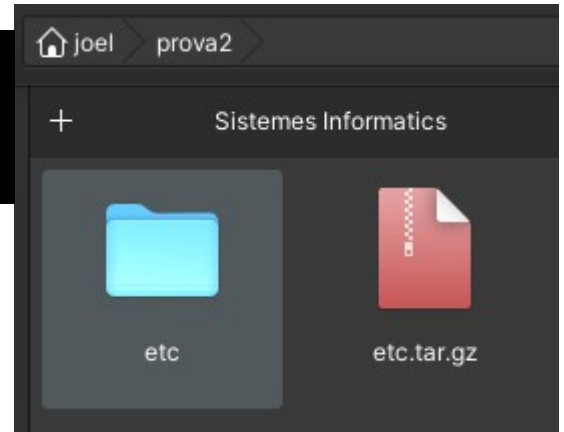 joel prova2
+ Sistemes Informatics
etc etc.tar.gz